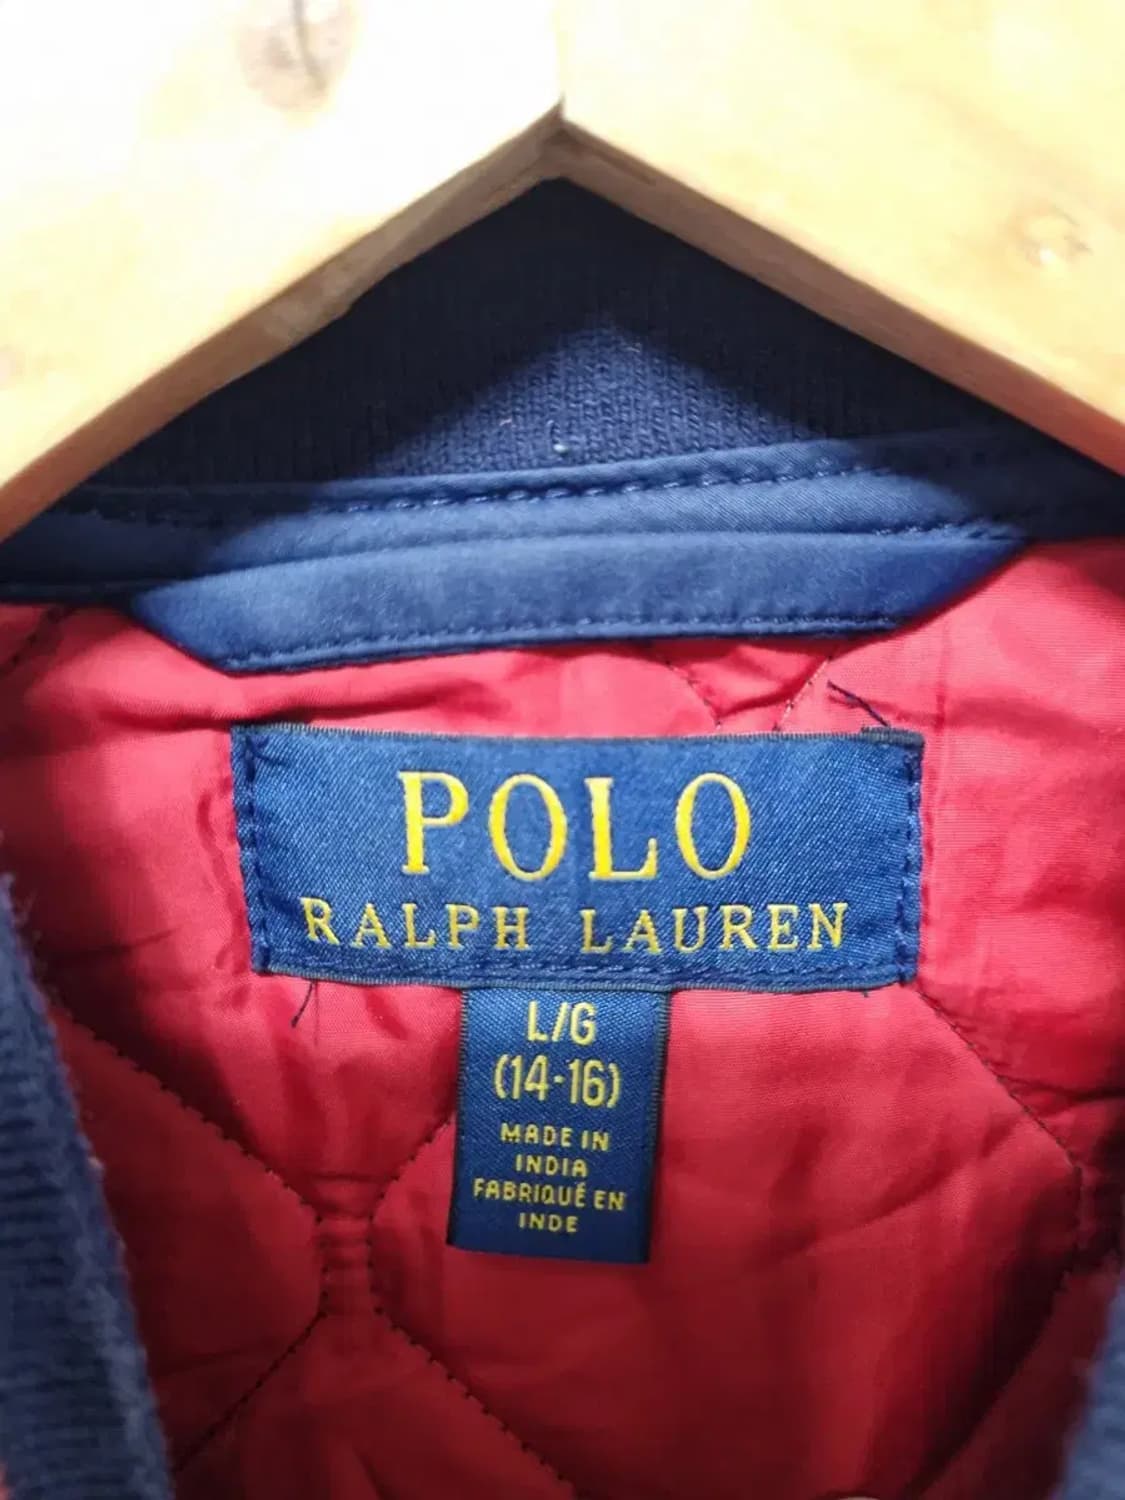 POLO
RALPH LAUREN
L/G
(14-16)
MADE IN
INDIA
FABRIQUÉ EN
INDE